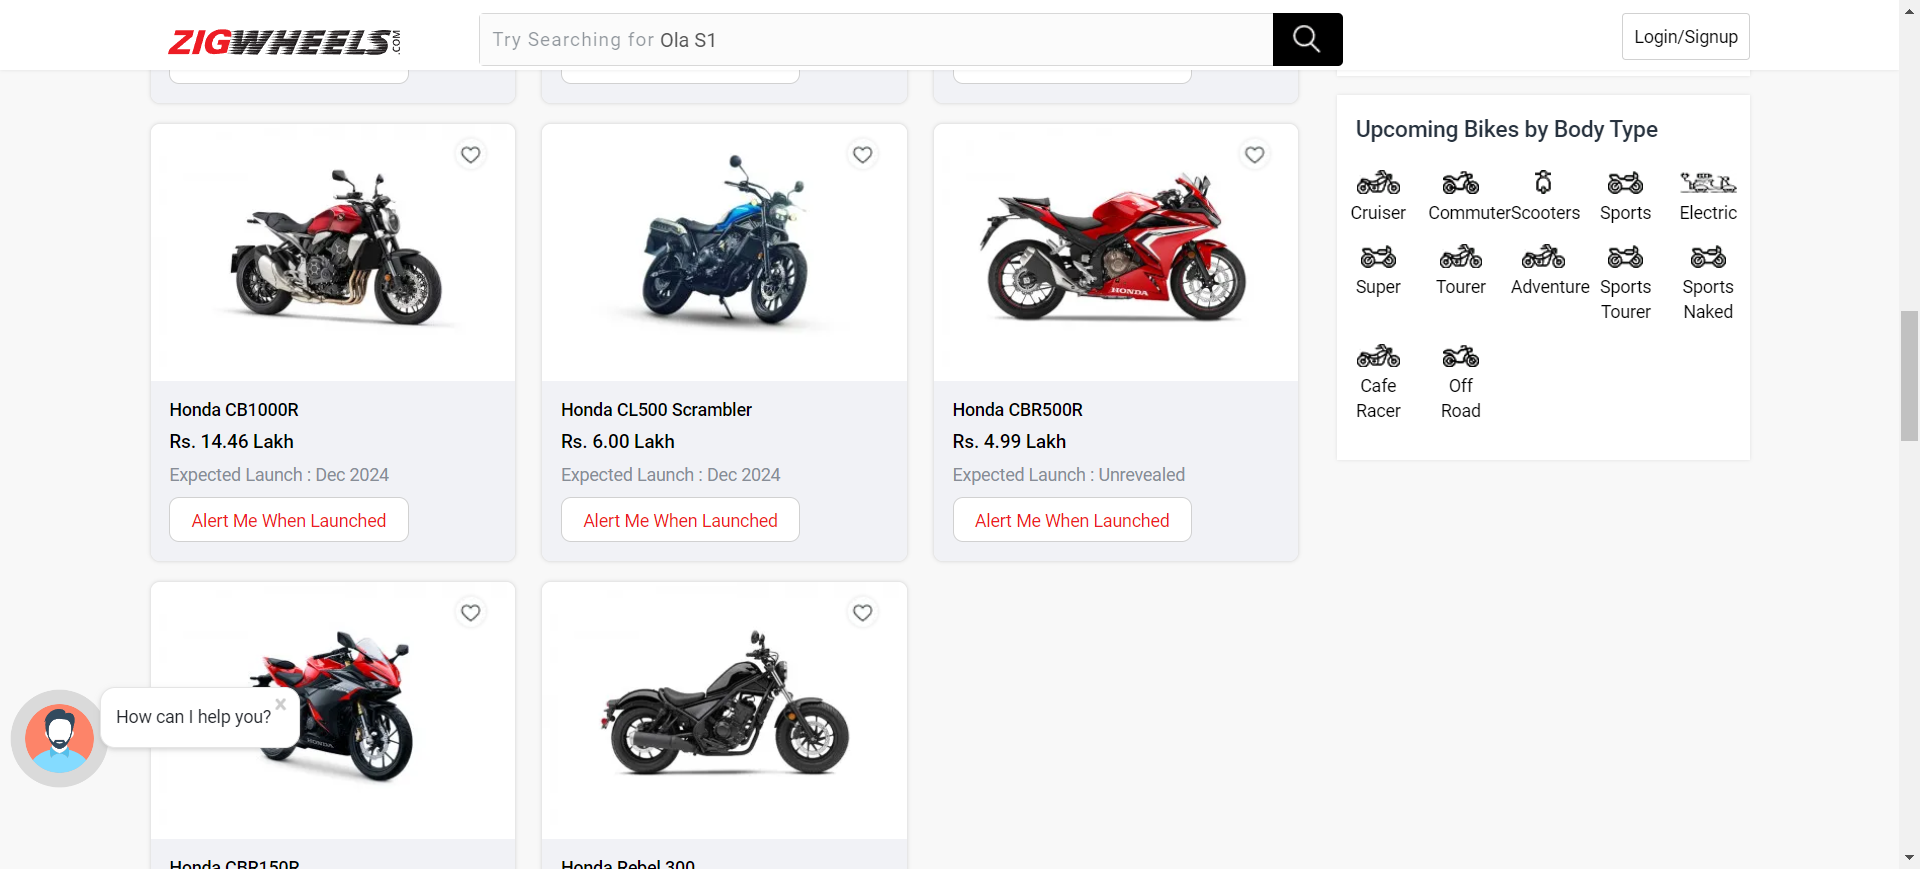 ZIGWHEELS.COM
Try Searching for Ola S1
Login/Signup
Upcoming Bikes by Body Type
Cruiser
Commuter
Scooters
Sports
Electric
Super
Tourer
Adventure
Sports
Tourer
Sports
Naked
Cafe
Racer
Off
Road
HONDA
Honda CB1000R
Rs. 14.46 Lakh
Expected Launch : Dec 2024
Alert Me When Launched
Honda CL500 Scrambler
Rs. 6.00 Lakh
Expected Launch : Dec 2024
Alert Me When Launched
Honda CBR500R
Rs. 4.99 Lakh
Expected Launch : Unrevealed
Alert Me When Launched
How can I help you?
HONDA
Honda CBR150R
Honda Rebel 300